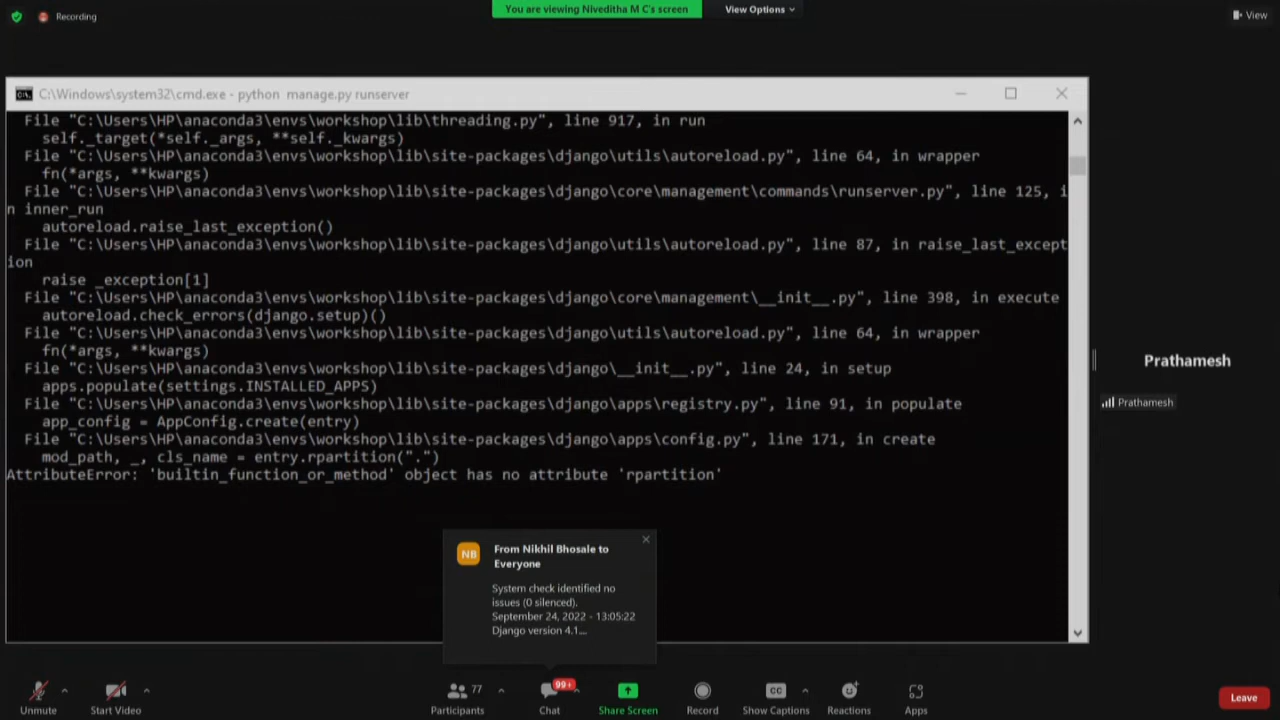 Recording
You are viewing Niveditha M C's screen
View Options
View
C:\Windows\system32\cmd.exe - python  manage.py runserver
File "C:\Users\HP\anaconda3\envs\workshop\lib\threading.py", line 917, in run
self._target(*self._args, **self._kwargs)
File "C:\Users\HP\anaconda3\envs\workshop\lib\site-packages\django\utils\autoreload.py", line 64, in wrapper
fn(*args, **kwargs)
File "C:\Users\HP\anaconda3\envs\workshop\lib\site-packages\django\core\management\commands\runserver.py", line 125, i
n inner_run
autoreload.raise_last_exception()
File "C:\Users\HP\anaconda3\envs\workshop\lib\site-packages\django\utils\autoreload.py", line 87, in raise_last_except
ion
raise _exception[1]
File "C:\Users\HP\anaconda3\envs\workshop\lib\site-packages\django\core\management\__init__.py", line 398, in execute
autoreload.check_errors(django.setup)()
File "C:\Users\HP\anaconda3\envs\workshop\lib\site-packages\django\utils\autoreload.py", line 64, in wrapper
fn(*args, **kwargs)
File "C:\Users\HP\anaconda3\envs\workshop\lib\site-packages\django\__init__.py", line 24, in setup
apps.populate(settings.INSTALLED_APPS)
File "C:\Users\HP\anaconda3\envs\workshop\lib\site-packages\django\apps\registry.py", line 91, in populate
app_config = AppConfig.create(entry)
File "C:\Users\HP\anaconda3\envs\workshop\lib\site-packages\django\apps\config.py", line 171, in create
mod_path, _, cls_name = entry.rpartition(".")
AttributeError: 'builtin_function_or_method' object has no attribute 'rpartition'
Prathamesh
Prathamesh
NB
From Nikhil Bhosale to
Everyone
System check identified no
issues (0 silenced).
September 24, 2022 - 13:05:22
Django version 4.1...
Unmute
Start Video
77
Participants
99+
Chat
Share Screen
Record
CC
Show Captions
Reactions
Apps
Leave